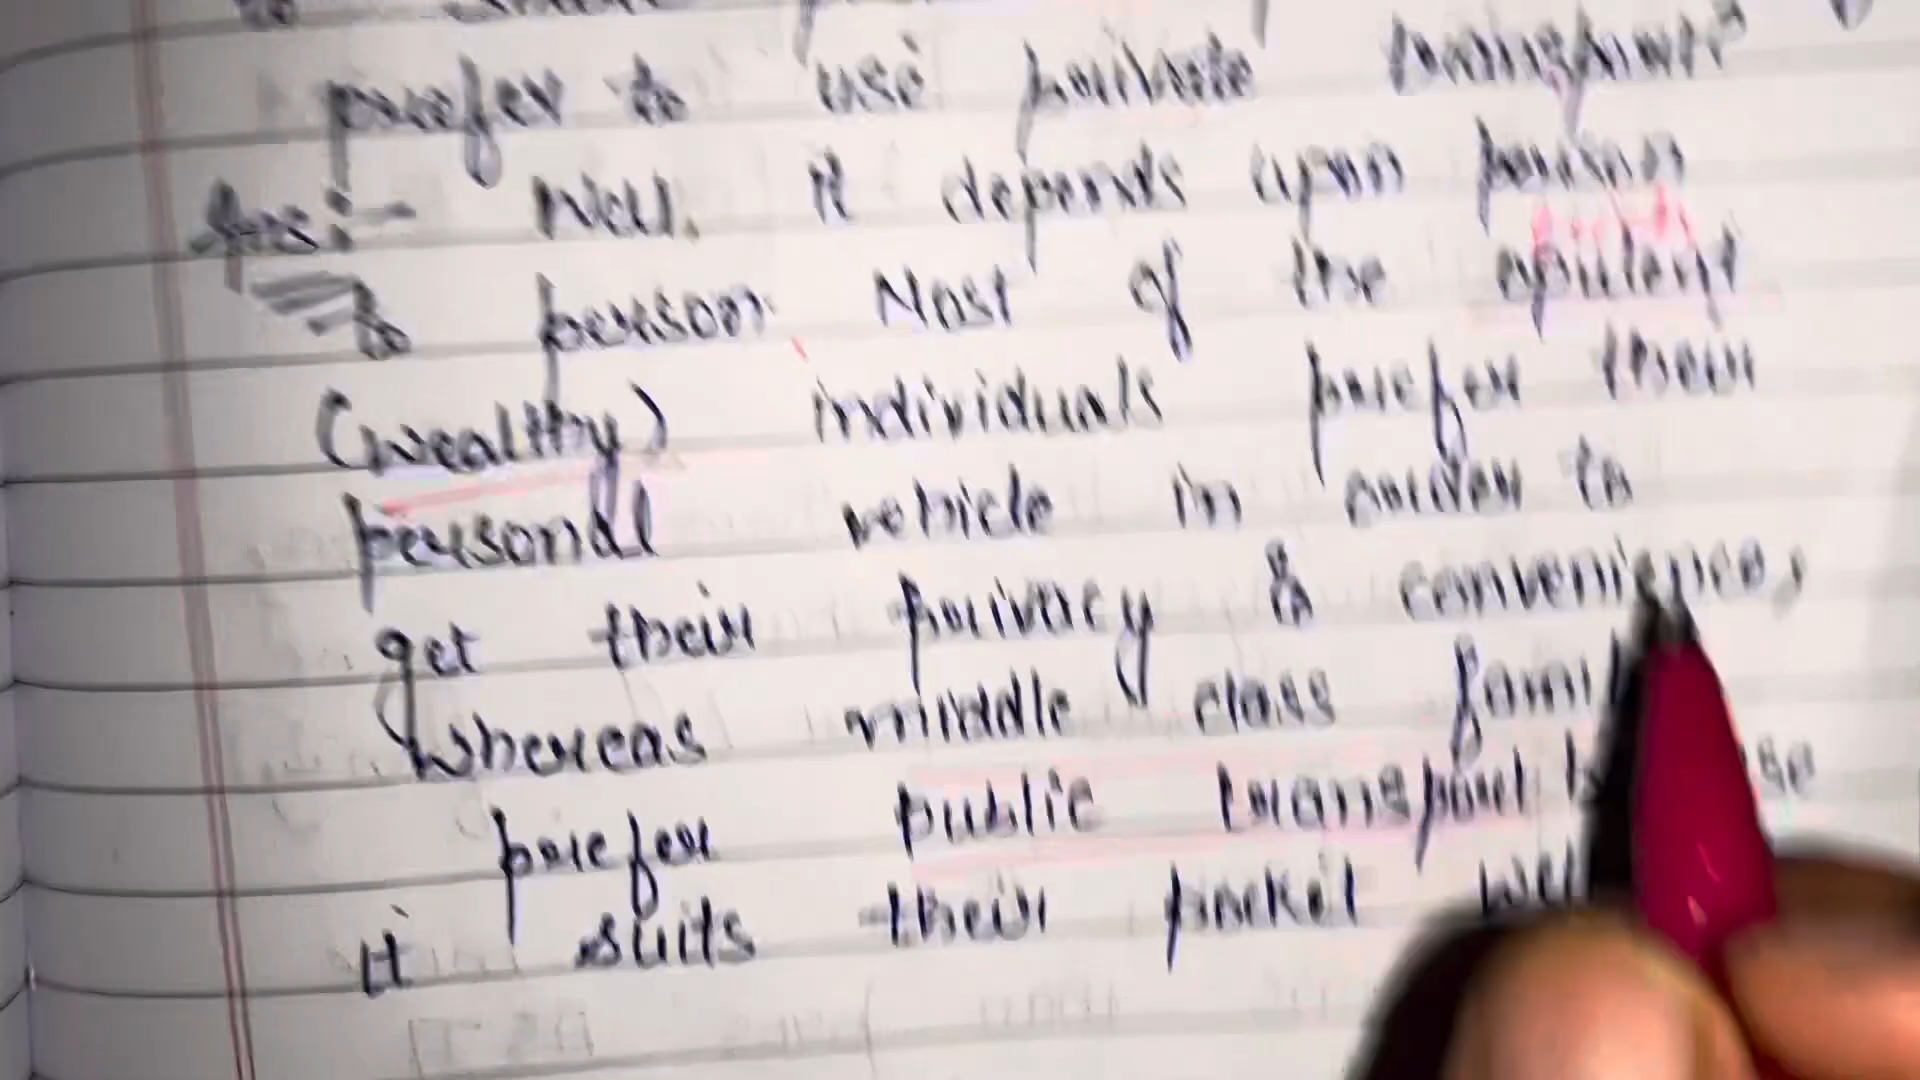 prefer to use private transport?
Ans:- Well, it depends upon person
to person. Most of the opulent
(wealthy) individuals prefer their
personal vehicle in order to
get their privacy & convenience,
whereas middle class
prefer public transport
it suits their pocket